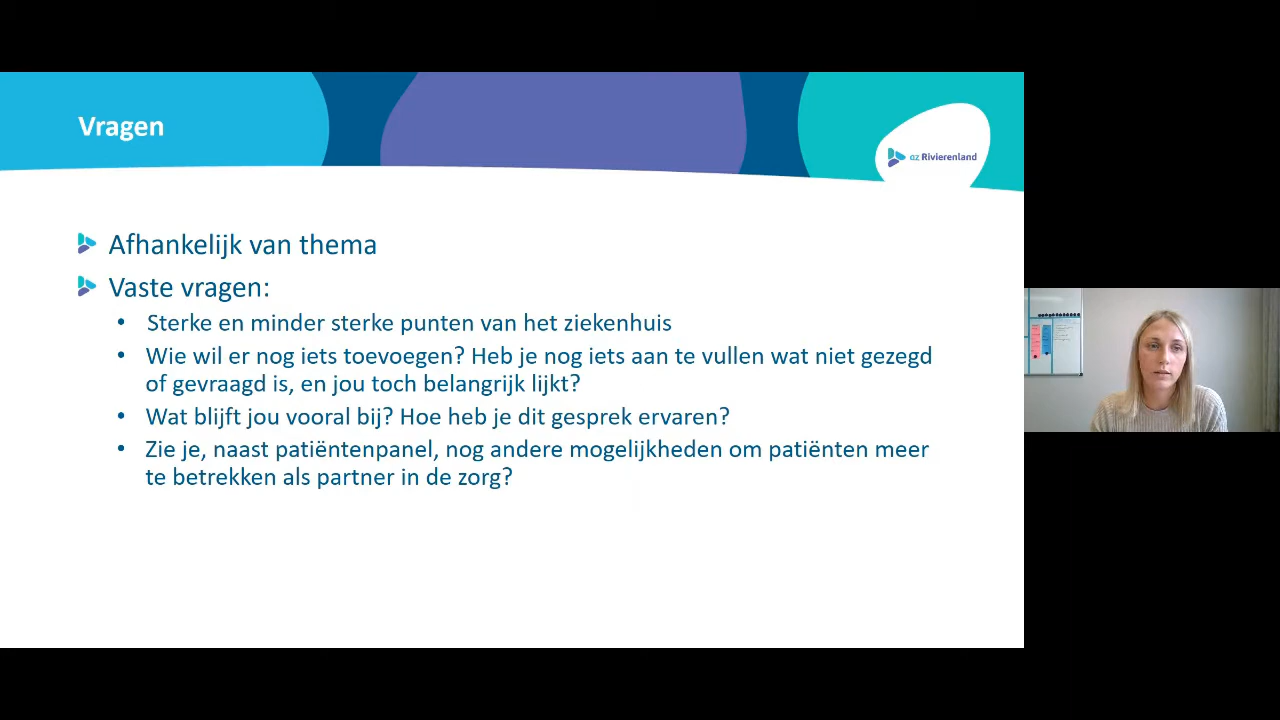 Vragen
az Rivierenland
Afhankelijk van thema
Vaste vragen:
• Sterke en minder sterke punten van het ziekenhuis
• Wie wil er nog iets toevoegen? Heb je nog iets aan te vullen wat niet gezegd
of gevraagd is, en jou toch belangrijk lijkt?
• Wat blijft jou vooral bij? Hoe heb je dit gesprek ervaren?
• Zie je, naast patiëntenpanel, nog andere mogelijkheden om patiënten meer
te betrekken als partner in de zorg?